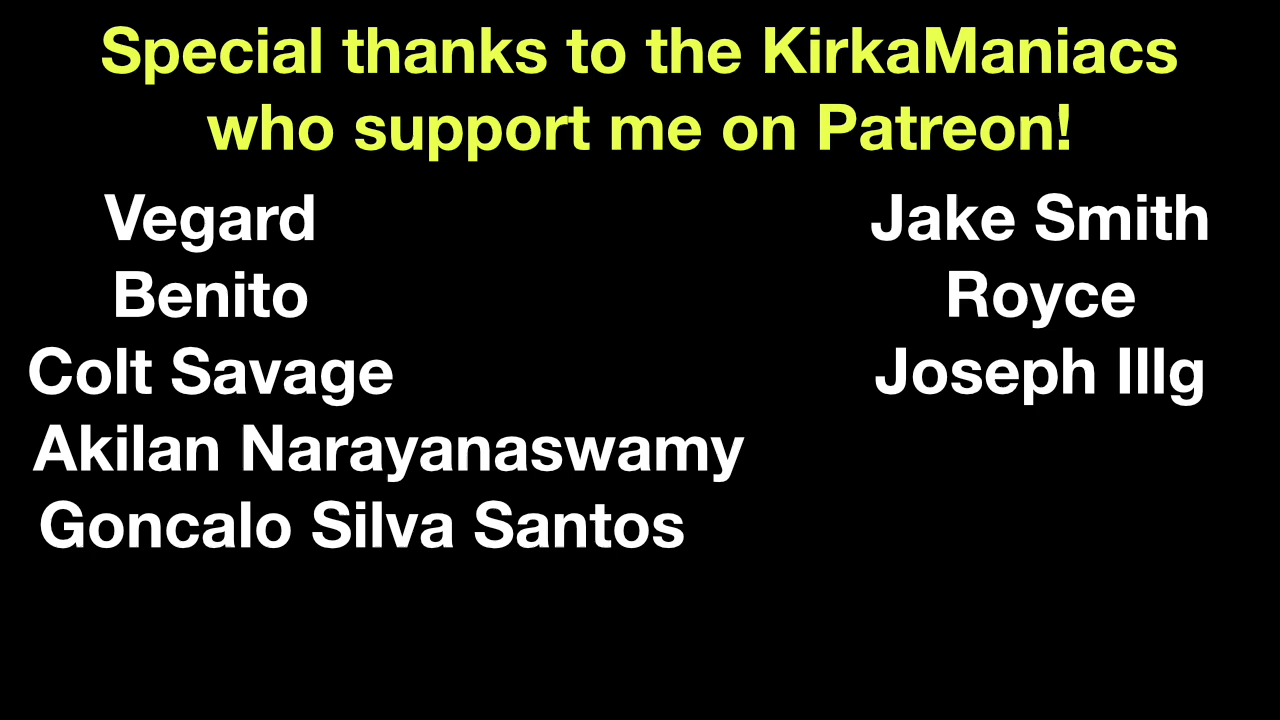 Special thanks to the KirkaManiacs
who support me on Patreon!
Vegard
Benito
Colt Savage
Akilan Narayanaswamy
Goncalo Silva Santos
Jake Smith
Royce
Joseph Illg